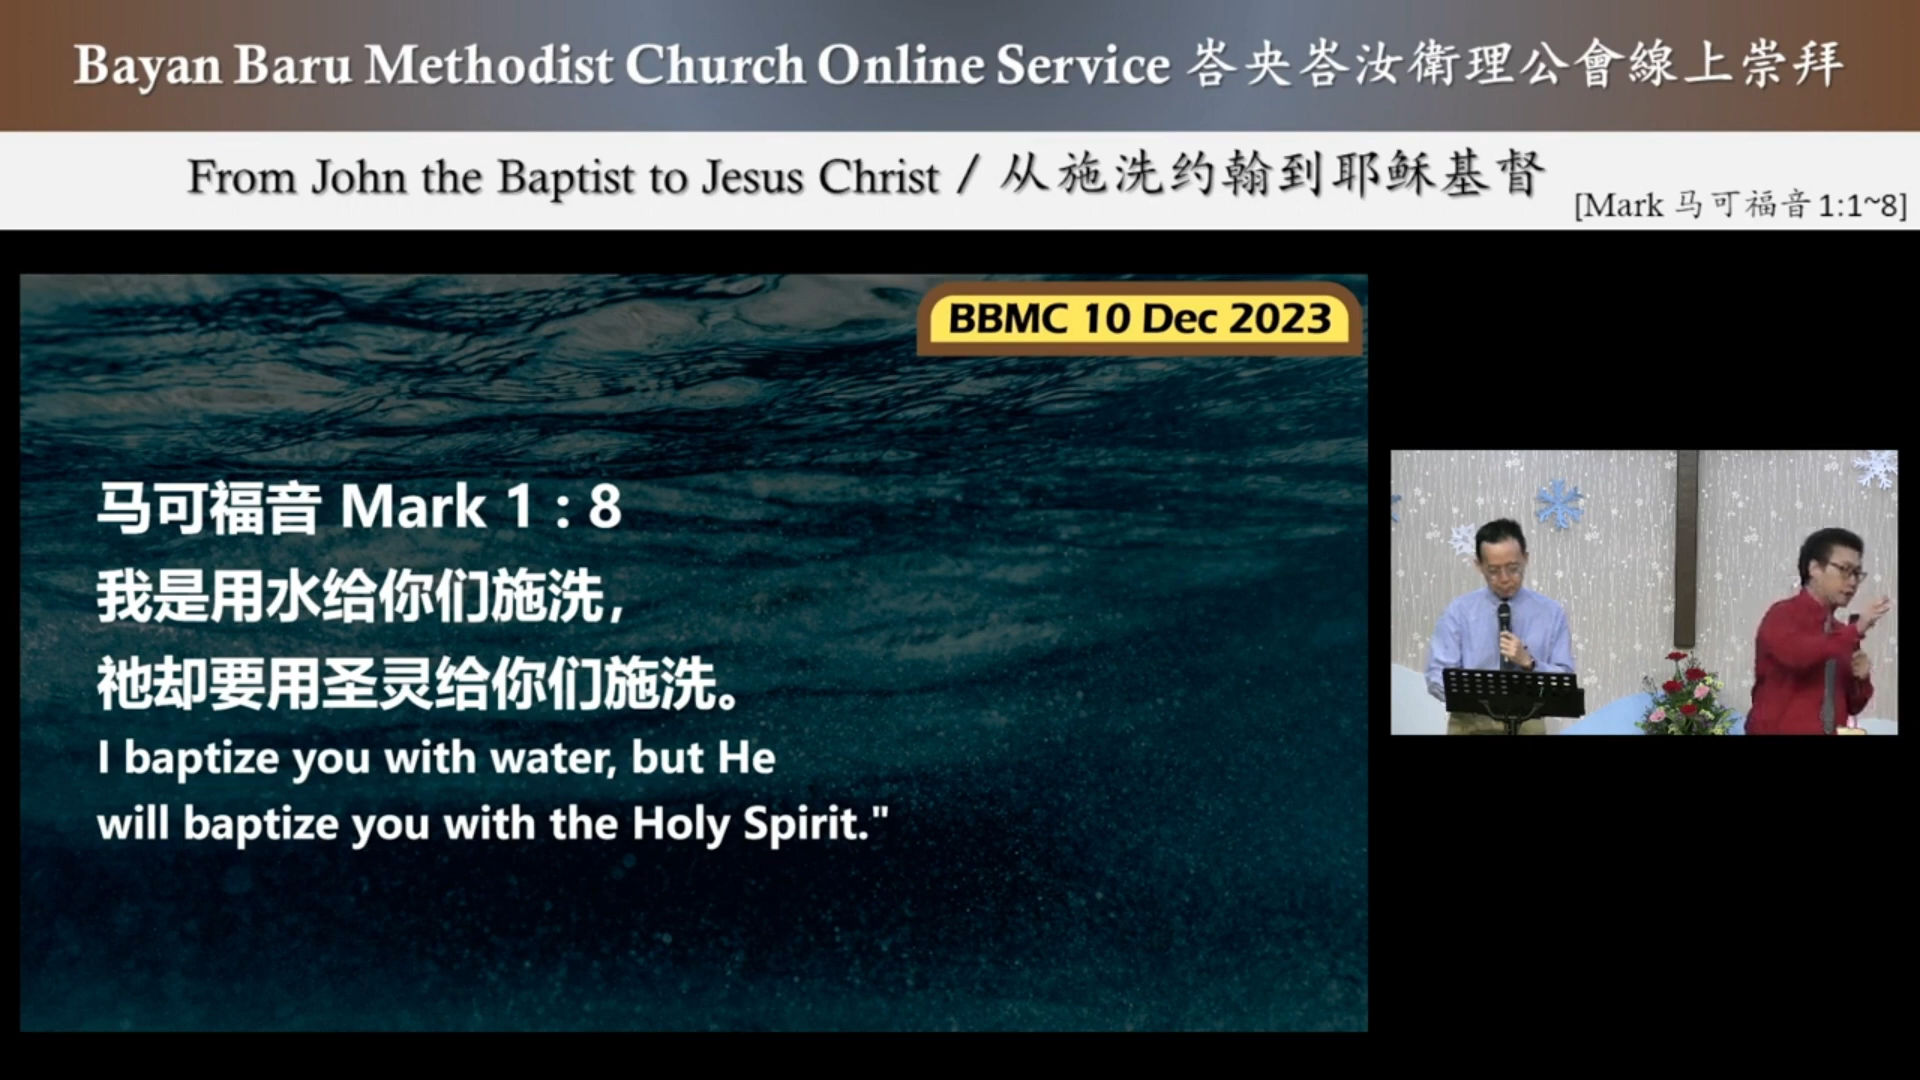 Bayan Baru Methodist Church Online Service 峇央峇汝衛理公會線上崇拜
From John the Baptist to Jesus Christ / 从施洗约翰到耶稣基督
[Mark 马可福音 1:1~8]
BBMC 10 Dec 2023
马可福音 Mark 1 : 8
我是用水给你们施洗，
祂却要用圣灵给你们施洗。
I baptize you with water, but He
will baptize you with the Holy Spirit."